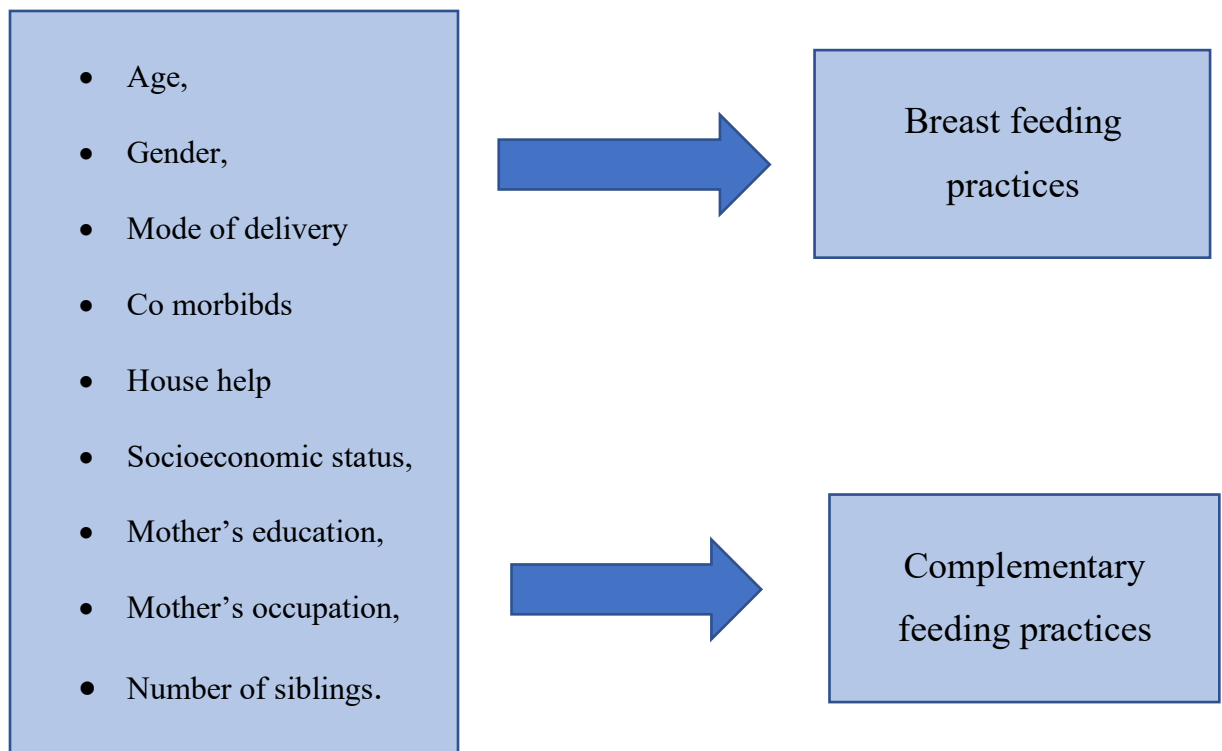 • Age,
• Gender,
• Mode of delivery
• Co morbibds
• House help
• Socioeconomic status,
• Mother’s education,
• Mother’s occupation,
• Number of siblings.
Breast feeding
practices
Complementary
feeding practices